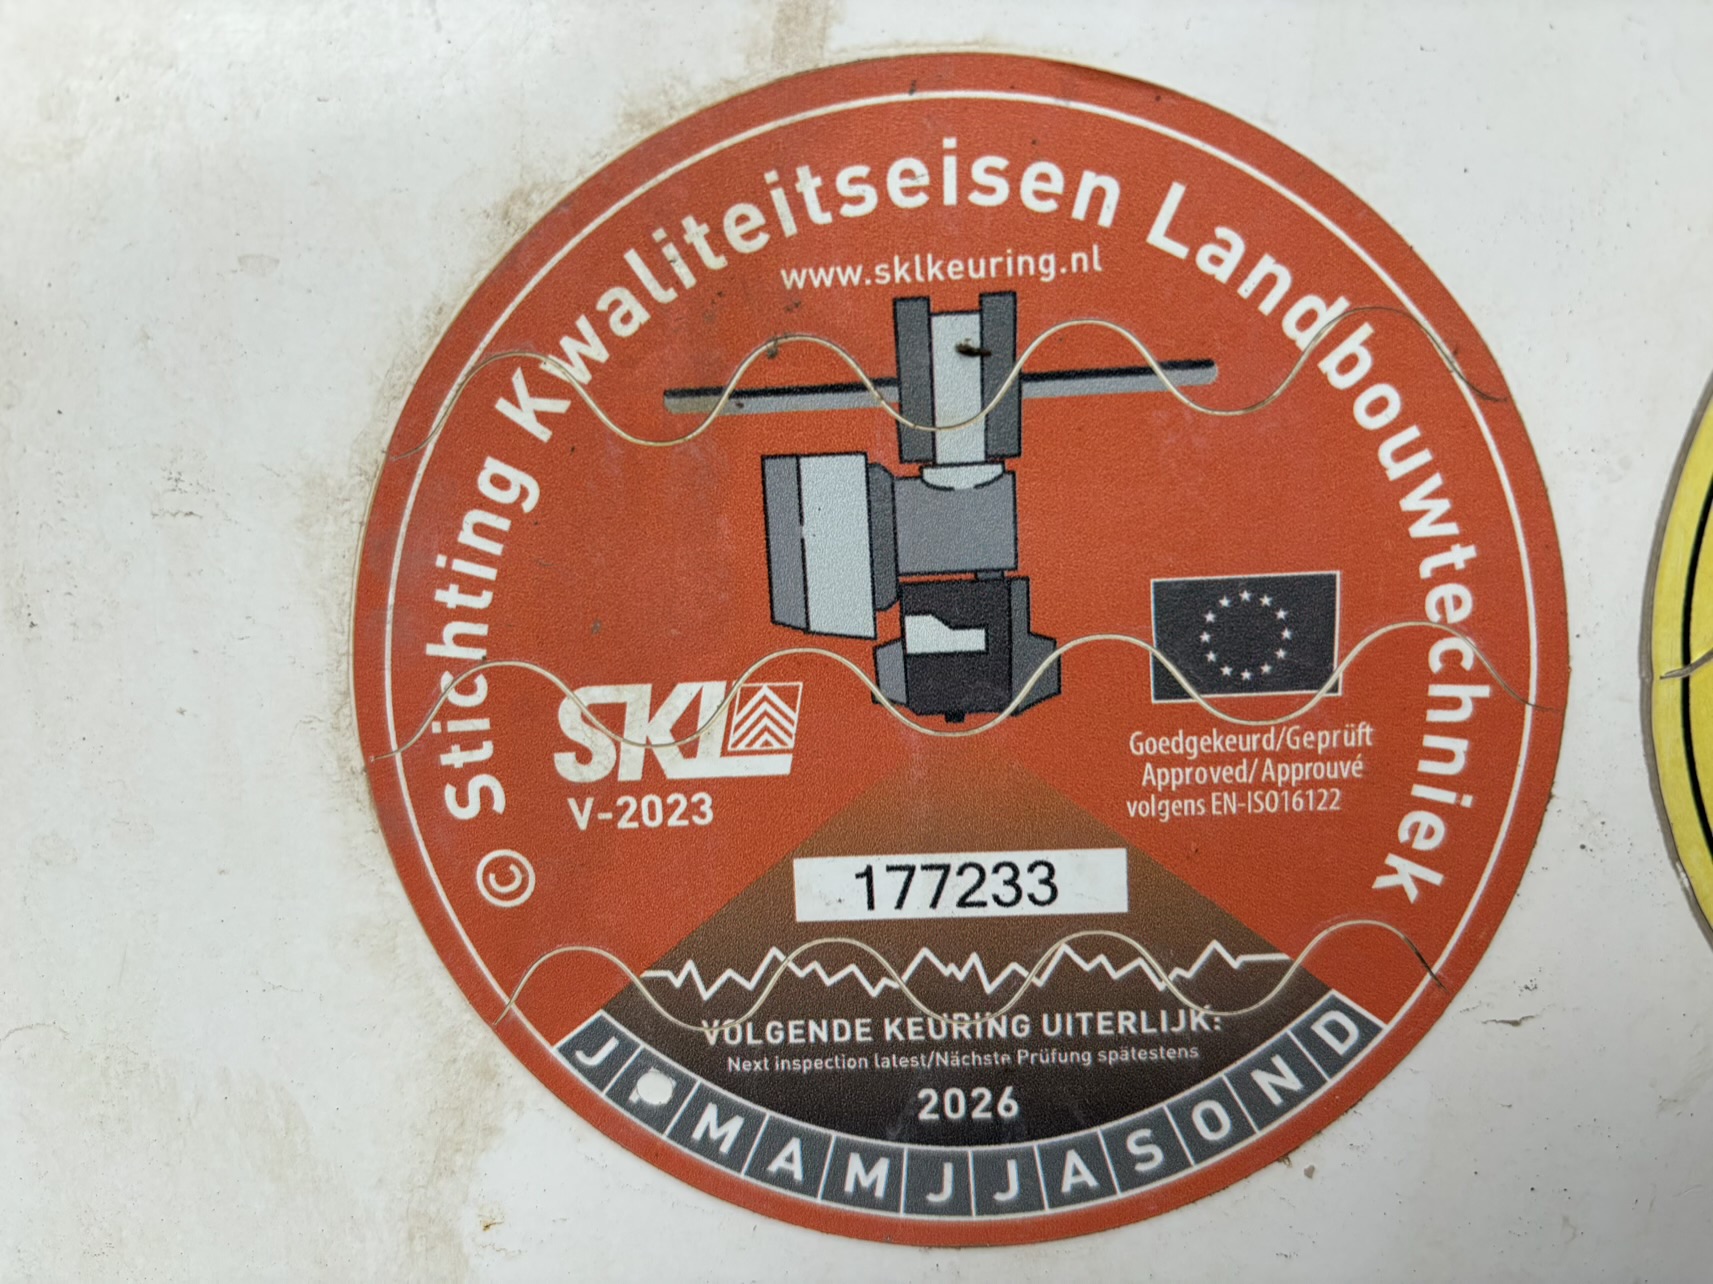 © Stichting Kwaliteitseisen Landbouwtechniek
www.sklkeuring.nl
SKL
V-2023
Goedgekeurd/Geprüft
Approved/Approuvé
volgens EN-ISO16122
177233
VOLGENDE KEURING UITERLIJK:
Next inspection latest/Nächste Prüfung spätestens
2026
J M A M J J A S O N D